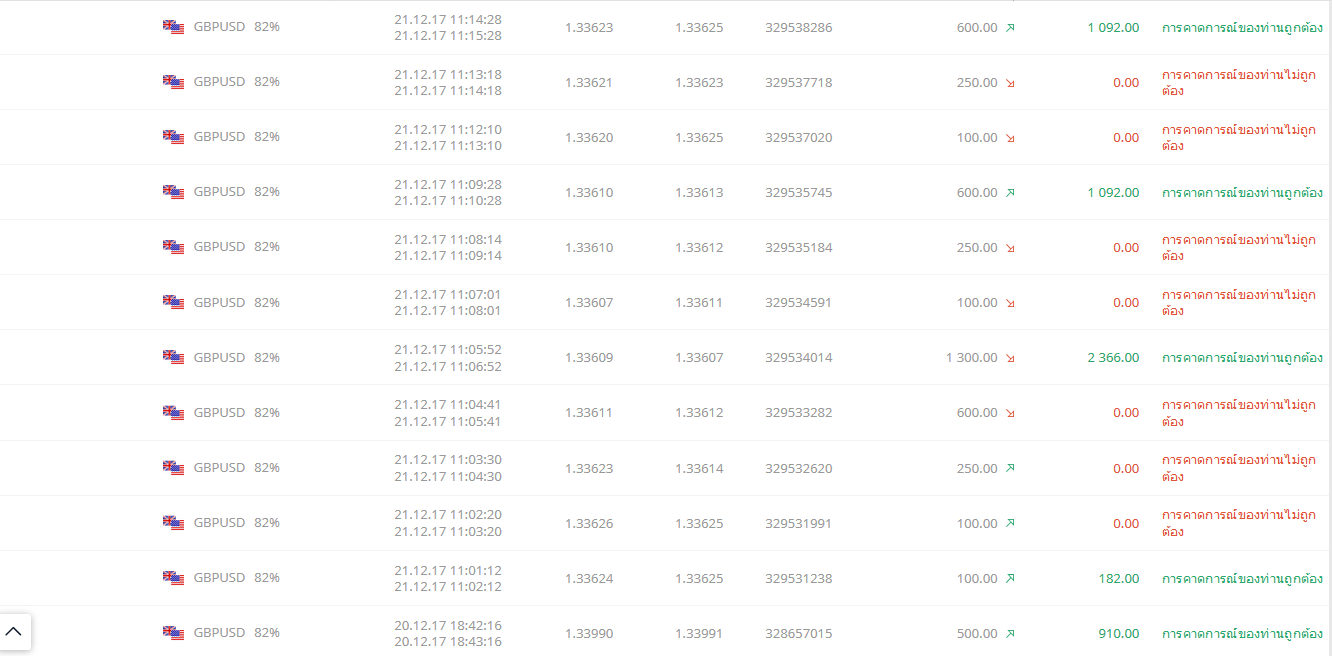 GBPUSD 82% 21.12.17 11:14:28 1.33623 1.33625 329538286 600.00 1 092.00 การคาดการณ์ของท่านถูกต้อง
21.12.17 11:15:28
GBPUSD 82% 21.12.17 11:13:18 1.33621 1.33623 329537718 250.00 0.00 การคาดการณ์ของท่านไม่ถูก
21.12.17 11:14:18 ต้อง
GBPUSD 82% 21.12.17 11:12:10 1.33620 1.33625 329537020 100.00 0.00 การคาดการณ์ของท่านไม่ถูก
21.12.17 11:13:10 ต้อง
GBPUSD 82% 21.12.17 11:09:28 1.33610 1.33613 329535745 600.00 1 092.00 การคาดการณ์ของท่านถูกต้อง
21.12.17 11:10:28
GBPUSD 82% 21.12.17 11:08:14 1.33610 1.33612 329535184 250.00 0.00 การคาดการณ์ของท่านไม่ถูก
21.12.17 11:09:14 ต้อง
GBPUSD 82% 21.12.17 11:07:01 1.33607 1.33611 329534591 100.00 0.00 การคาดการณ์ของท่านไม่ถูก
21.12.17 11:08:01 ต้อง
GBPUSD 82% 21.12.17 11:05:52 1.33609 1.33607 329534014 1 300.00 2 366.00 การคาดการณ์ของท่านถูกต้อง
21.12.17 11:06:52
GBPUSD 82% 21.12.17 11:04:41 1.33611 1.33612 329533282 600.00 0.00 การคาดการณ์ของท่านไม่ถูก
21.12.17 11:05:41 ต้อง
GBPUSD 82% 21.12.17 11:03:30 1.33623 1.33614 329532620 250.00 0.00 การคาดการณ์ของท่านไม่ถูก
21.12.17 11:04:30 ต้อง
GBPUSD 82% 21.12.17 11:02:20 1.33626 1.33625 329531991 100.00 0.00 การคาดการณ์ของท่านไม่ถูก
21.12.17 11:03:20 ต้อง
GBPUSD 82% 21.12.17 11:01:12 1.33624 1.33625 329531238 100.00 182.00 การคาดการณ์ของท่านถูกต้อง
21.12.17 11:02:12
GBPUSD 82% 20.12.17 18:42:16 1.33990 1.33991 328657015 500.00 910.00 การคาดการณ์ของท่านถูกต้อง
20.12.17 18:43:16